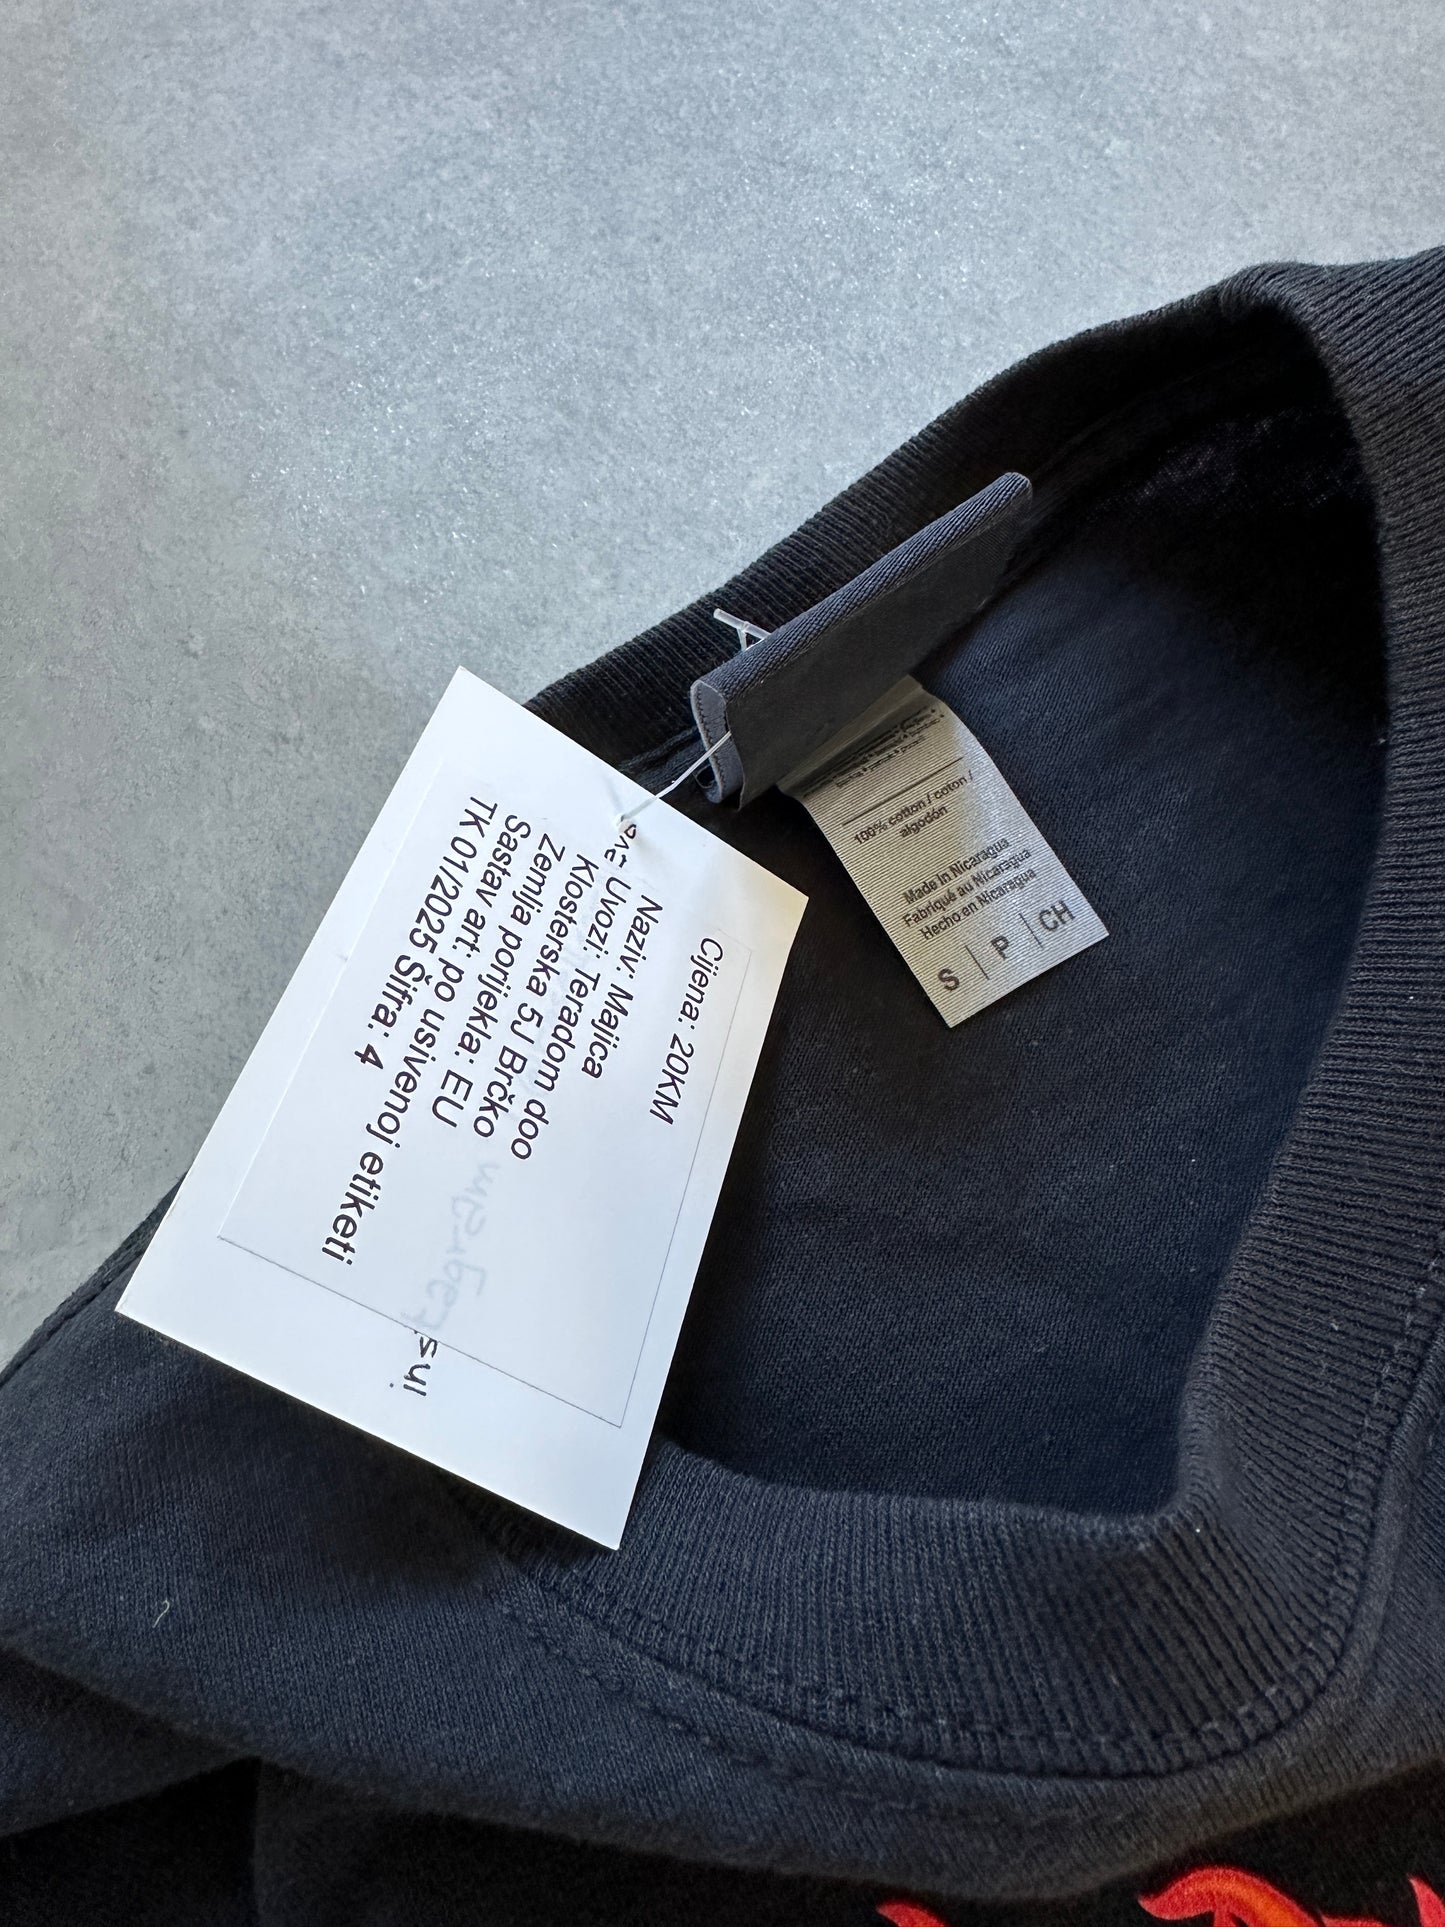 Cijena: 20KM
Naziv: Majica
Uvozi: Teradom doo
Klosterska 5J Brčko
Zemlja porijekla: EU
Sastav art: po usivenoj etiketi
TK 01/2025 Šifra: 4
100% cotton / coton /
algodón
Made in Nicaragua
Fabriqué au Nicaragua
Hecho en Nicaragua
S | P | CH